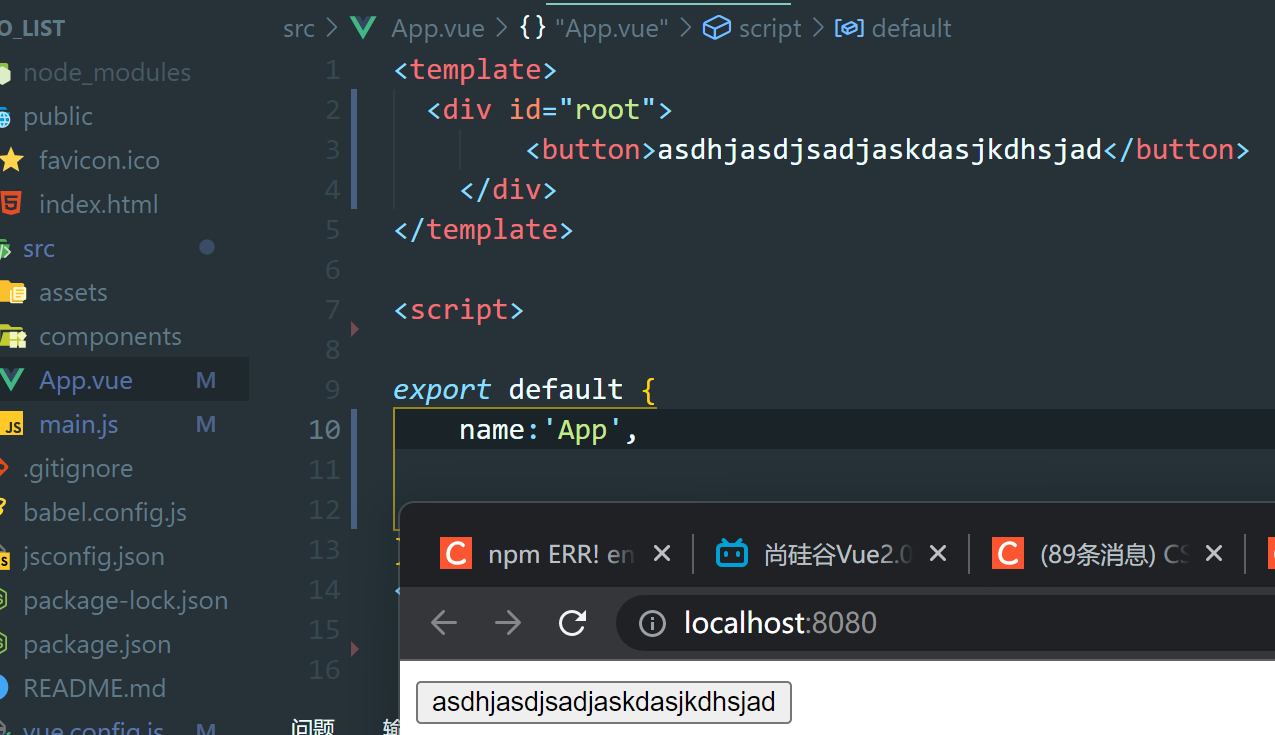 O_LIST
node_modules
public
favicon.ico
index.html
src
assets
components
App.vue M
main.js M
.gitignore
babel.config.js
jsconfig.json
package-lock.json
package.json
README.md
vue.config.js M
src > App.vue > {} "App.vue" > script > default
1 <template>
2 <div id="root">
3 <button>asdhjasdjsadjaskdasjkdhsjad</button>
4 </div>
5 </template>
6
7 <script>
8
9 export default {
10 name:'App',
11
12
13
14
15
16
问题 输
npm ERR! en
尚硅谷Vue2.0
(89条消息) CS
localhost:8080
asdhjasdjsadjaskdasjkdhsjad